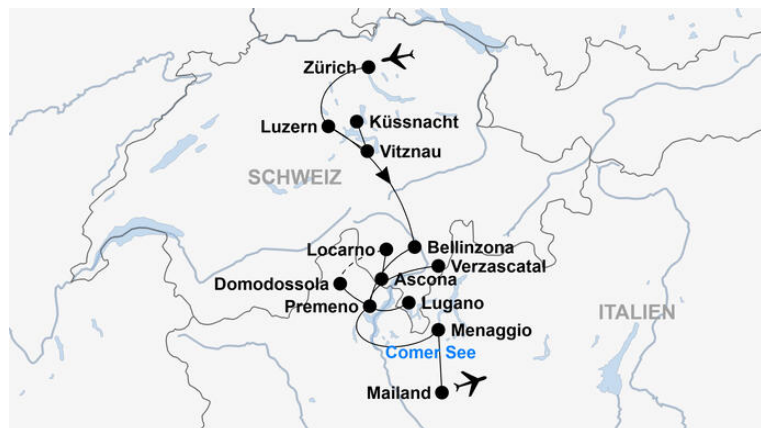 Zürich
Küssnacht
Luzern
Vitznau
SCHWEIZ
Bellinzona
Locarno
Verzascatal
Domodossola
Ascona
Premeno
Lugano
ITALIEN
Menaggio
Comer See
Mailand